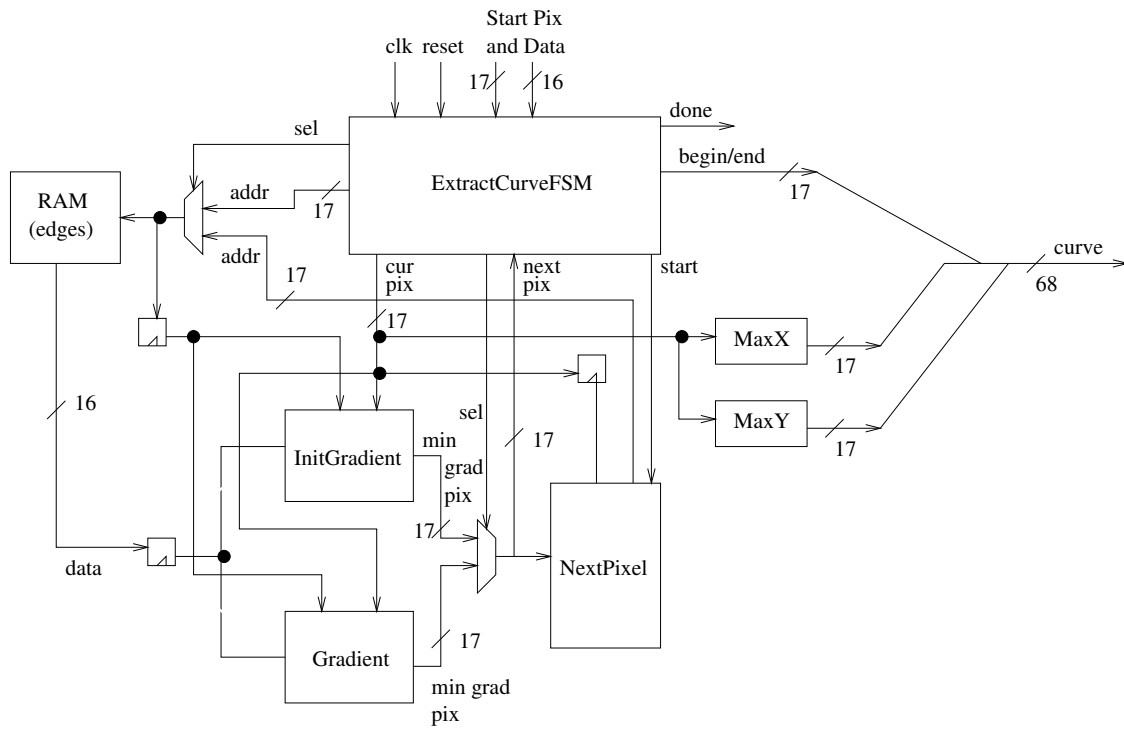 Start Pix
clk reset and Data
17 16
done
sel
begin/end
ExtractCurveFSM
17
RAM
(edges)
addr
17
addr
curve
68
cur
pix
next
pix
start
17
17
MaxX
17
MaxY
17
16
sel
min
grad
pix
17
InitGradient
17
data
NextPixel
Gradient
17
min grad
pix